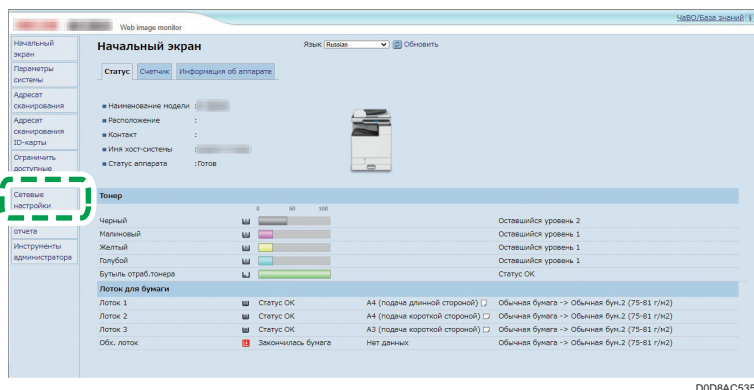 ЧаВО/База знаний
Web image monitor
Начальный экран
Язык Russian Обновить
Начальный
экран
Параметры
системы
Адресат
сканирования
Адресат
сканирования
ID-карты
Ограничить
доступные
Сетевые
настройки
отчета
Инструменты
администратора
Статус Счетчик Информация об аппарате
Наименование модели :
Расположение :
Контакт :
Имя хост-системы :
Статус аппарата :Готов
Тонер
0 50 100
Черный Оставшийся уровень 2
Малиновый Оставшийся уровень 1
Желтый Оставшийся уровень 1
Голубой Оставшийся уровень 1
Бутыль отраб.тонера Статус OK
Лоток для бумаги
Лоток 1 Статус OK A4 (подача длинной стороной) Обычная бумага -> Обычная бум.2 (75-81 г/м2)
Лоток 2 Статус OK A4 (подача короткой стороной) Обычная бумага -> Обычная бум.2 (75-81 г/м2)
Лоток 3 Статус OK A3 (подача короткой стороной) Обычная бумага -> Обычная бум.2 (75-81 г/м2)
Обх. лоток Закончилась бумага Нет данных Обычная бумага -> Обычная бум.2 (75-81 г/м2)
D0D8AC535